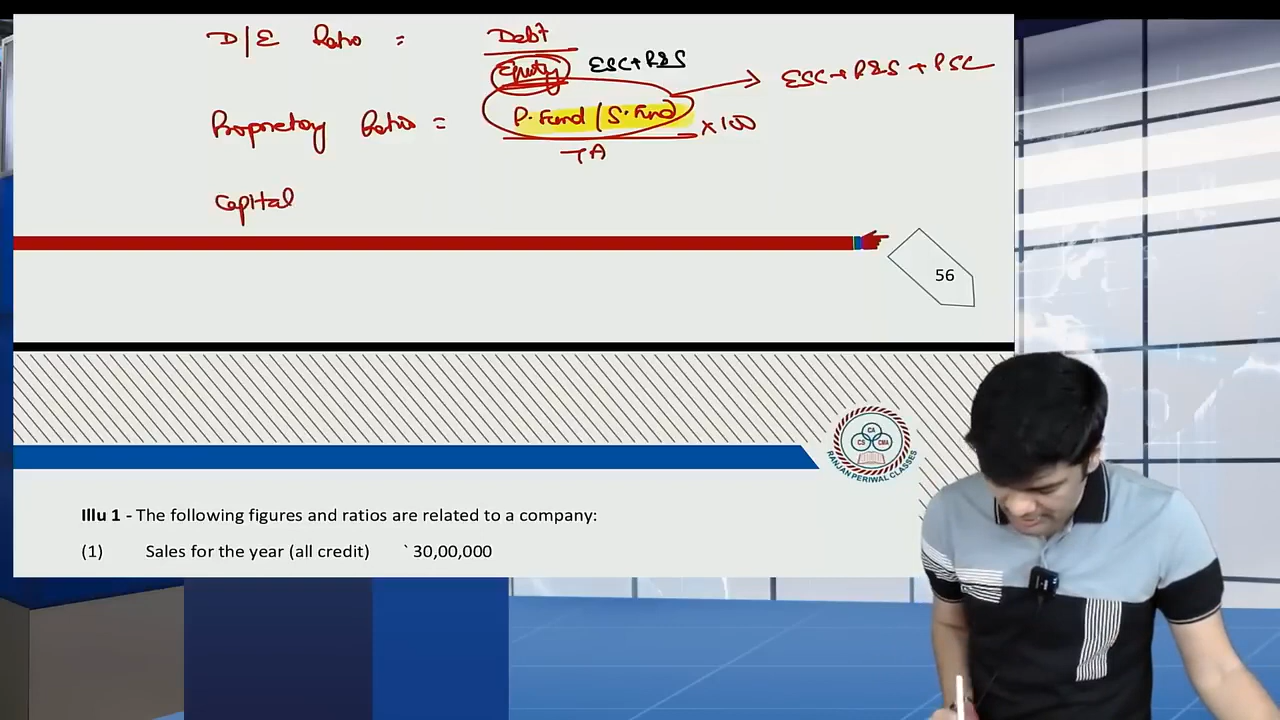 D/E Ratio = Debt
Equity ESC+R&S → ESC+R&S+PSC
Proprietory Ratio = P.Fund / S.Fund x100
TA
Capital
56
CA
CS CMA
RANJAN PERIWAL CLASSES
Illu 1 - The following figures and ratios are related to a company:
(1) Sales for the year (all credit) ` 30,00,000